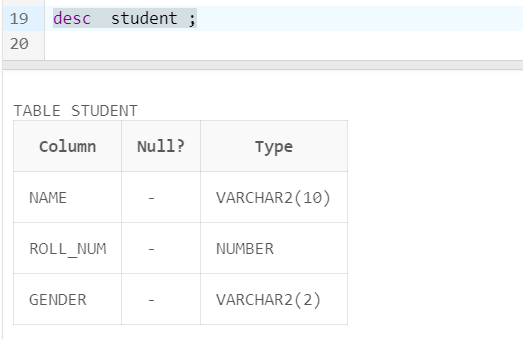 19 desc student ;
20
TABLE STUDENT
Column Null? Type
NAME - VARCHAR2(10)
ROLL_NUM - NUMBER
GENDER - VARCHAR2(2)